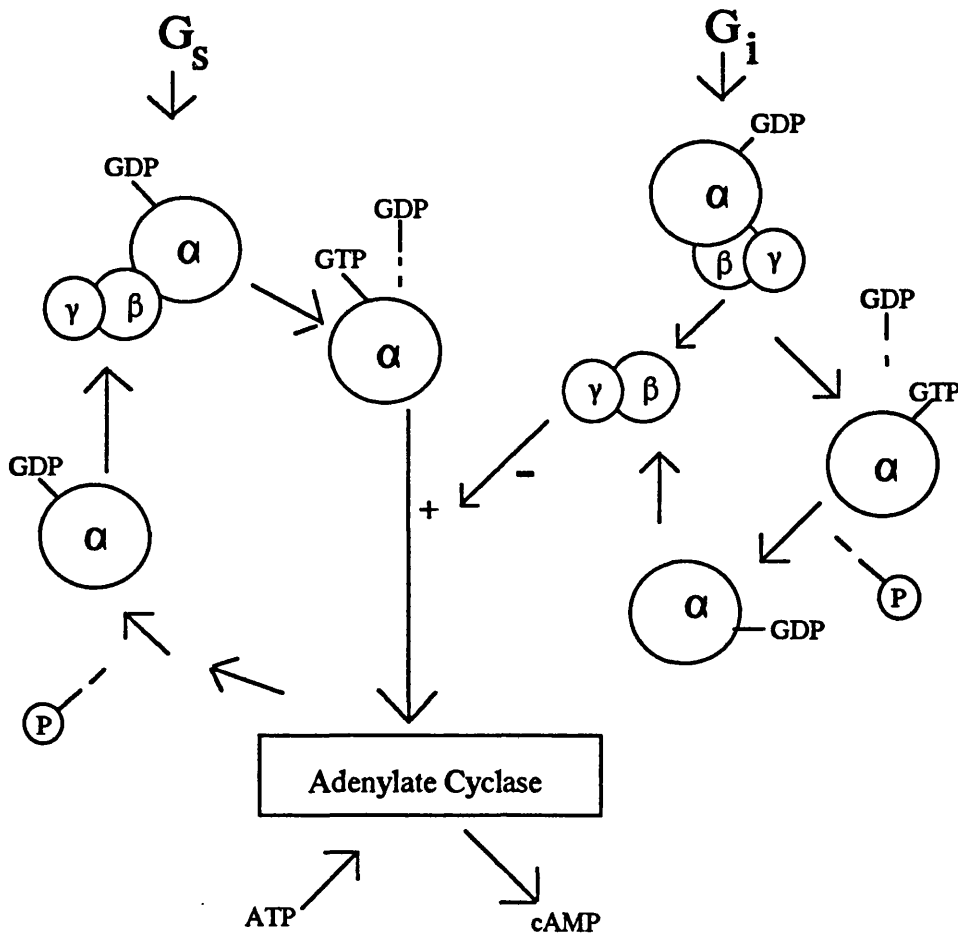 Gs
Gi
GDP
α
γ
β
GDP
α
β
γ
GDP
GTP
α
GDP
GTP
α
γ
β
-
+
GDP
α
P
α
GDP
P
Adenylate Cyclase
ATP
cAMP